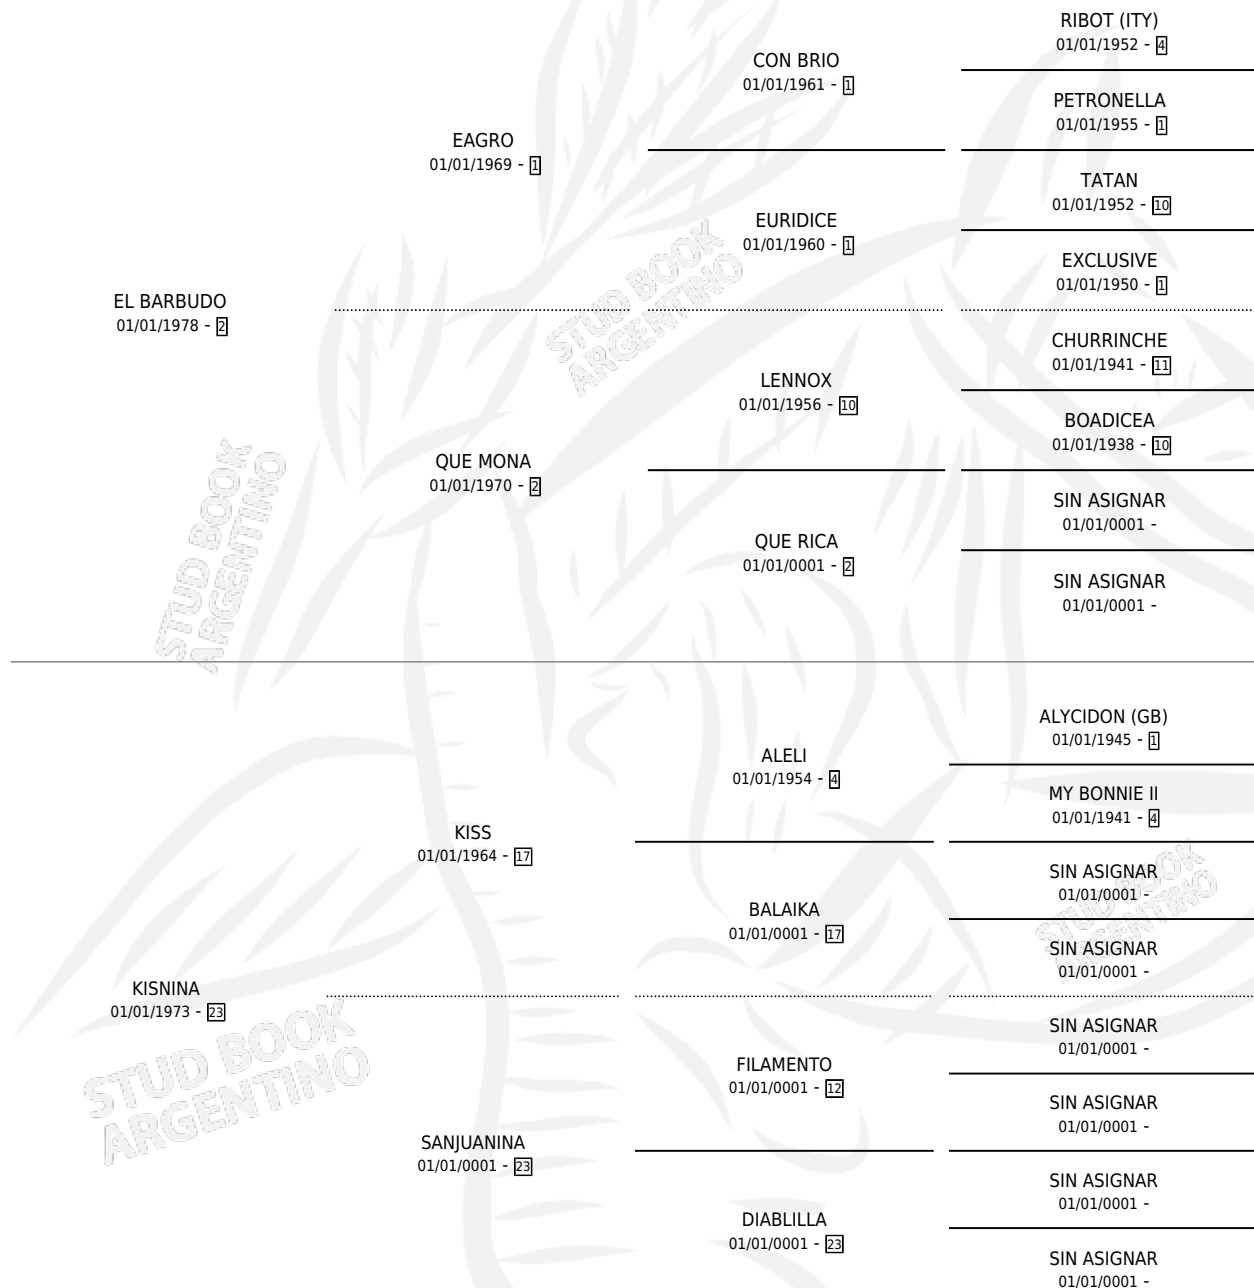 RIBOT (ITY)
01/01/1952 - 4
CON BRIO
01/01/1961 - 1
PETRONELLA
01/01/1955 - 1
EAGRO
01/01/1969 - 1
TATAN
01/01/1952 - 10
EURIDICE
01/01/1960 - 1
EXCLUSIVE
01/01/1950 - 1
EL BARBUDO
01/01/1978 - 2
CHURRINCHE
01/01/1941 - 11
LENNOX
01/01/1956 - 10
BOADICEA
01/01/1938 - 10
QUE MONA
01/01/1970 - 2
SIN ASIGNAR
01/01/0001 -
QUE RICA
01/01/0001 - 2
SIN ASIGNAR
01/01/0001 -
ALYCIDON (GB)
01/01/1945 - 1
ALELI
01/01/1954 - 4
MY BONNIE II
01/01/1941 - 4
KISS
01/01/1964 - 17
SIN ASIGNAR
01/01/0001 -
BALAIKA
01/01/0001 - 17
SIN ASIGNAR
01/01/0001 -
KISNINA
01/01/1973 - 23
SIN ASIGNAR
01/01/0001 -
FILAMENTO
01/01/0001 - 12
SIN ASIGNAR
01/01/0001 -
SANJUANINA
01/01/0001 - 23
SIN ASIGNAR
01/01/0001 -
DIABLILLA
01/01/0001 - 23
SIN ASIGNAR
01/01/0001 -
STUD BOOK
ARGENTINO
STUD BOOK
ARGENTINO
STUD BOOK
ARGENTINO
STUD BOOK
ARGENTINO